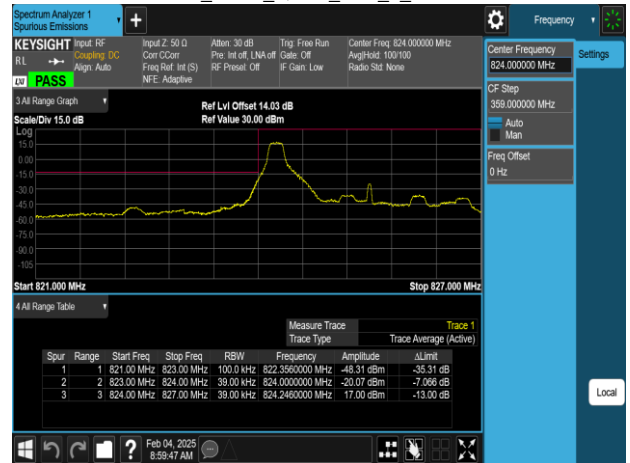 Spectrum Analyzer 1
Spurious Emissions
Frequency
KEYSIGHT
RL
LXI
PASS
Input: RF
Coupling: DC
Align: Auto
Input Z: 50 Ω
Corr CCorr
Freq Ref: Int (S)
NFE: Adaptive
Atten: 30 dB
Pre: Int off, LNA off
RF Presel: Off
Trig: Free Run
Gate: Off
IF Gain: Low
Center Freq: 824.000000 MHz
Avg|Hold: 100/100
Radio Std: None
Center Frequency
824.000000 MHz
Settings
CF Step
359.000000 MHz
Auto
Man
Freq Offset
0 Hz
3 All Range Graph
Scale/Div 15.0 dB
Ref Lvl Offset 14.03 dB
Ref Value 30.00 dBm
Log
15.0
0.00
-15.0
-30.0
-45.0
-60.0
-75.0
-90.0
-105
Start 821.000 MHz
Stop 827.000 MHz
4 All Range Table
Measure Trace Trace 1
Trace Type Trace Average (Active)
Spur Range Start Freq Stop Freq RBW Frequency Amplitude ΔLimit
1 1 821.00 MHz 823.00 MHz 100.0 kHz 822.3560000 MHz -48.31 dBm -35.31 dB
2 2 823.00 MHz 824.00 MHz 39.00 kHz 824.0000000 MHz -20.07 dBm -7.066 dB
3 3 824.00 MHz 827.00 MHz 39.00 kHz 824.2460000 MHz 17.00 dBm -13.00 dB
Local
?
Feb 04, 2025
8:59:47 AM